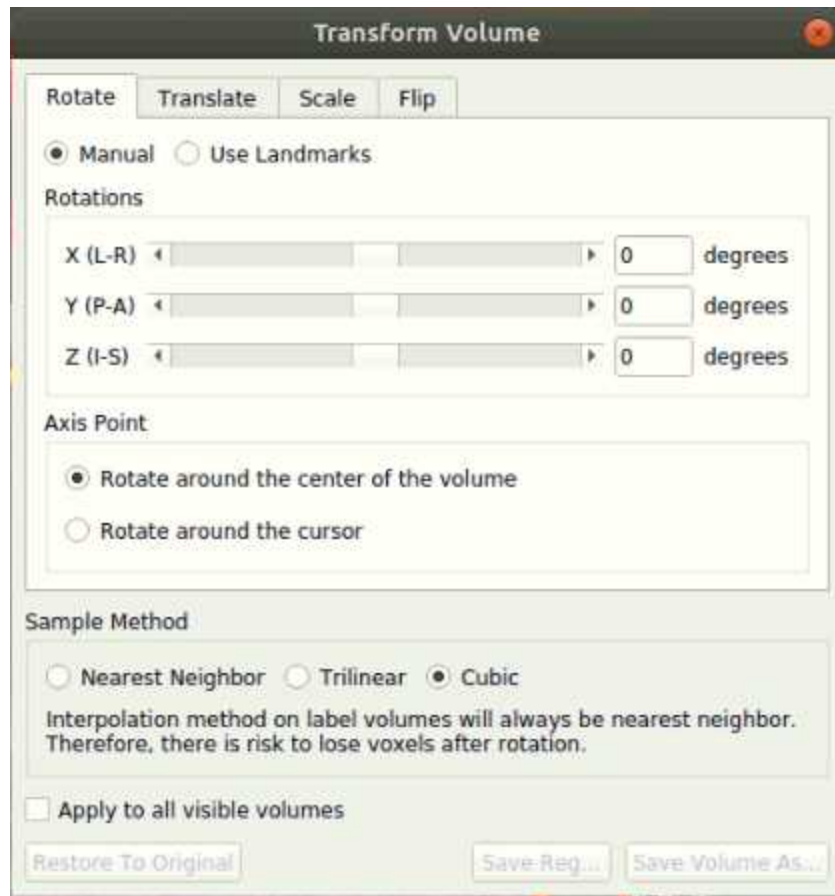 Transform Volume
Rotate Translate Scale Flip
Manual Use Landmarks
Rotations
X (L-R) 0 degrees
Y (P-A) 0 degrees
Z (I-S) 0 degrees
Axis Point
Rotate around the center of the volume
Rotate around the cursor
Sample Method
Nearest Neighbor Trilinear Cubic
Interpolation method on label volumes will always be nearest neighbor.
Therefore, there is risk to lose voxels after rotation.
Apply to all visible volumes
Restore To Original Save Reg... Save Volume As...